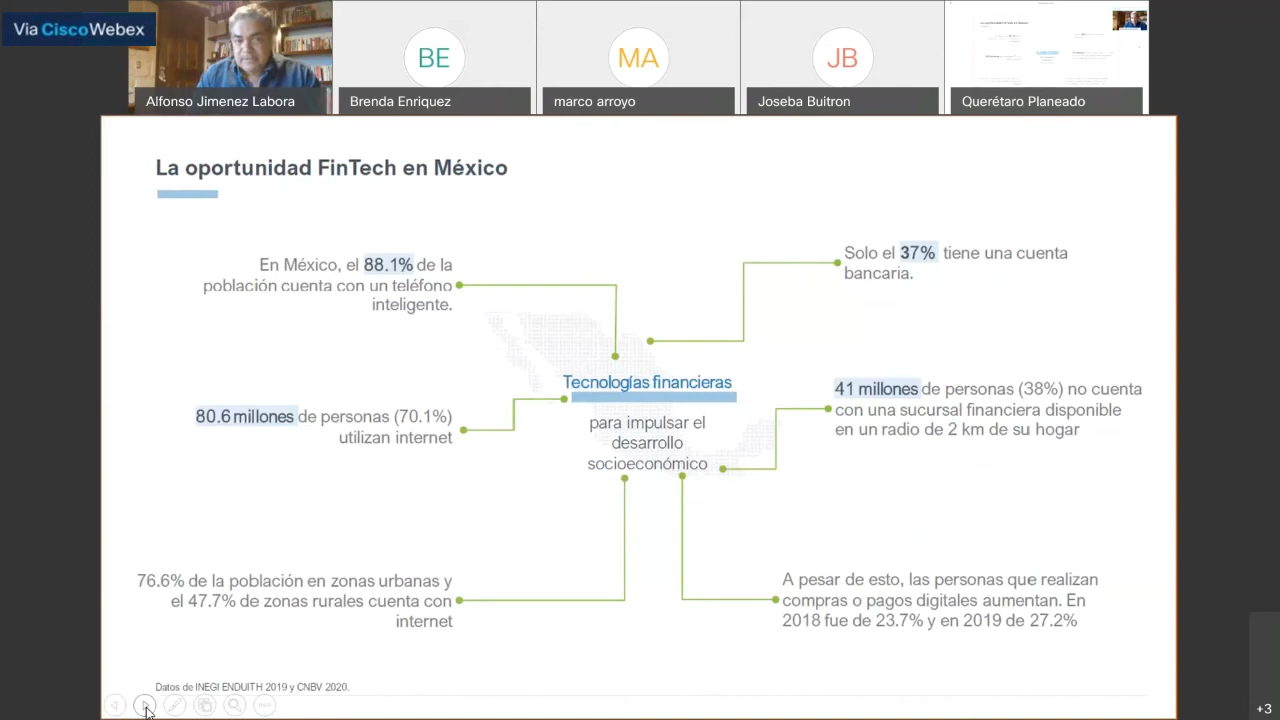 Via CiscoWebex
BE
MA
JB
Alfonso Jimenez Labora
Brenda Enriquez
marco arroyo
Joseba Buitron
Querétaro Planeado
La oportunidad FinTech en México
En México, el 88.1% de la
población cuenta con un teléfono
inteligente.
Solo el 37% tiene una cuenta
bancaria.
Tecnologías financieras
para impulsar el
desarrollo
socioeconómico
80.6 millones de personas (70.1%)
utilizan internet
41 millones de personas (38%) no cuenta
con una sucursal financiera disponible
en un radio de 2 km de su hogar
76.6% de la población en zonas urbanas y
el 47.7% de zonas rurales cuenta con
internet
A pesar de esto, las personas que realizan
compras o pagos digitales aumentan. En
2018 fue de 23.7% y en 2019 de 27.2%
Datos de INEGI ENDUITH 2019 y CNBV 2020.
+3